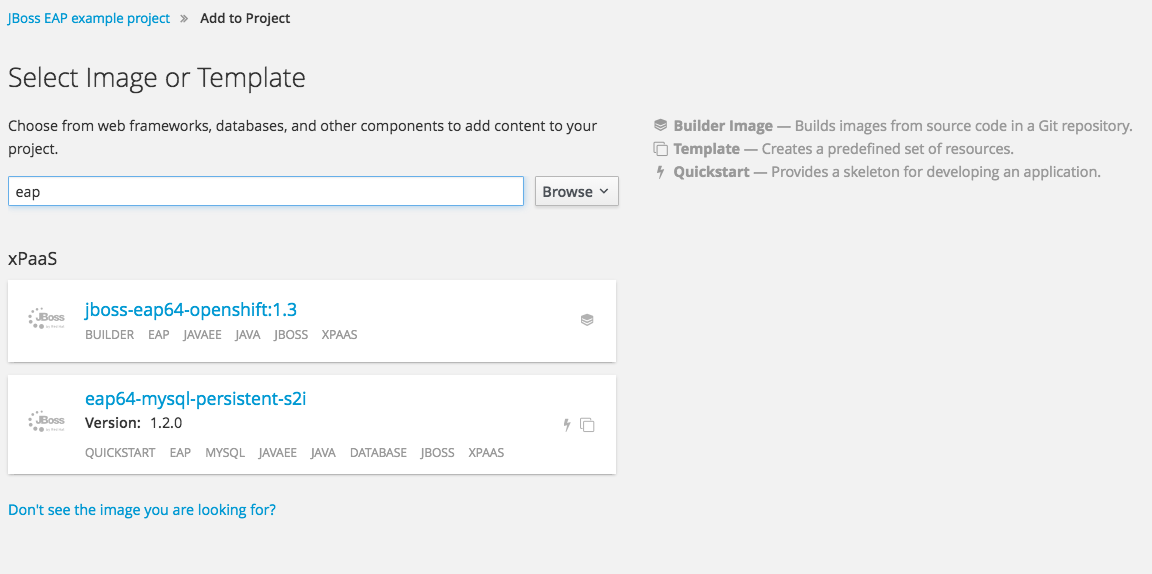 JBoss EAP example project » Add to Project
Select Image or Template
Choose from web frameworks, databases, and other components to add content to your
project.
eap
Browse
Builder Image — Builds images from source code in a Git repository.
Template — Creates a predefined set of resources.
Quickstart — Provides a skeleton for developing an application.
xPaaS
JBoss
jboss-eap64-openshift:1.3
BUILDER EAP JAVAEE JAVA JBOSS XPAAS
JBoss
eap64-mysql-persistent-s2i
Version: 1.2.0
QUICKSTART EAP MYSQL JAVAEE JAVA DATABASE JBOSS XPAAS
Don't see the image you are looking for?